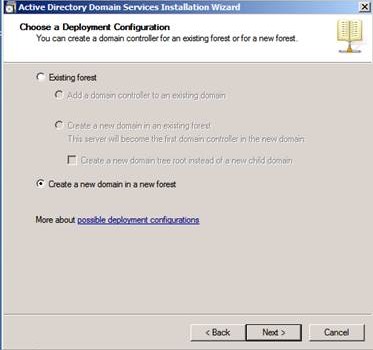 Active Directory Domain Services Installation Wizard
Choose a Deployment Configuration
You can create a domain controller for an existing forest or for a new forest.
Existing forest
Add a domain controller to an existing domain
Create a new domain in an existing forest
This server will become the first domain controller in the new domain.
Create a new domain tree root instead of a new child domain
Create a new domain in a new forest
More about possible deployment configurations
< Back Next > Cancel